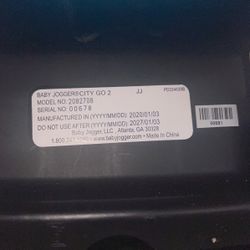 BABY JOGGER®CITY GO 2 JJ PD334639B
MODEL NO: 2082708
SERIAL NO: 00678
MANUFACTURED IN (YYYY/MM/DD) 2020/01/03
DO NOT USE AFTER (YYYY/MM/DD) 2027/01/03
Baby Jogger, LLC , Atlanta, GA 30328
www.babyjogger.com • Made in China